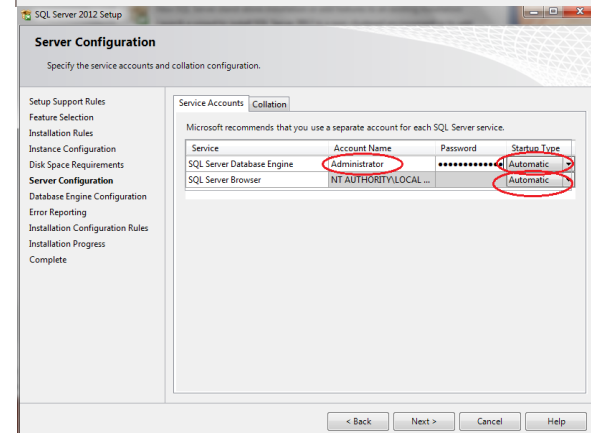 SQL Server 2012 Setup
Server Configuration
Specify the service accounts and collation configuration.
Setup Support Rules
Feature Selection
Installation Rules
Instance Configuration
Disk Space Requirements
Server Configuration
Database Engine Configuration
Error Reporting
Installation Configuration Rules
Installation Progress
Complete
Service Accounts Collation
Microsoft recommends that you use a separate account for each SQL Server service.
Service Account Name Password Startup Type
SQL Server Database Engine Administrator ●●●●●●●●●●●●● Automatic
SQL Server Browser NT AUTHORITY\LOCAL ... Automatic
< Back Next > Cancel Help